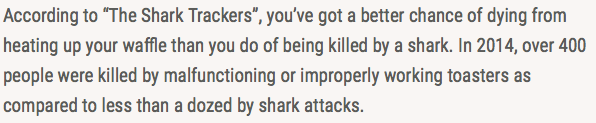 According to “The Shark Trackers”, you’ve got a better chance of dying from
heating up your waffle than you do of being killed by a shark. In 2014, over 400
people were killed by malfunctioning or improperly working toasters as
compared to less than a dozed by shark attacks.